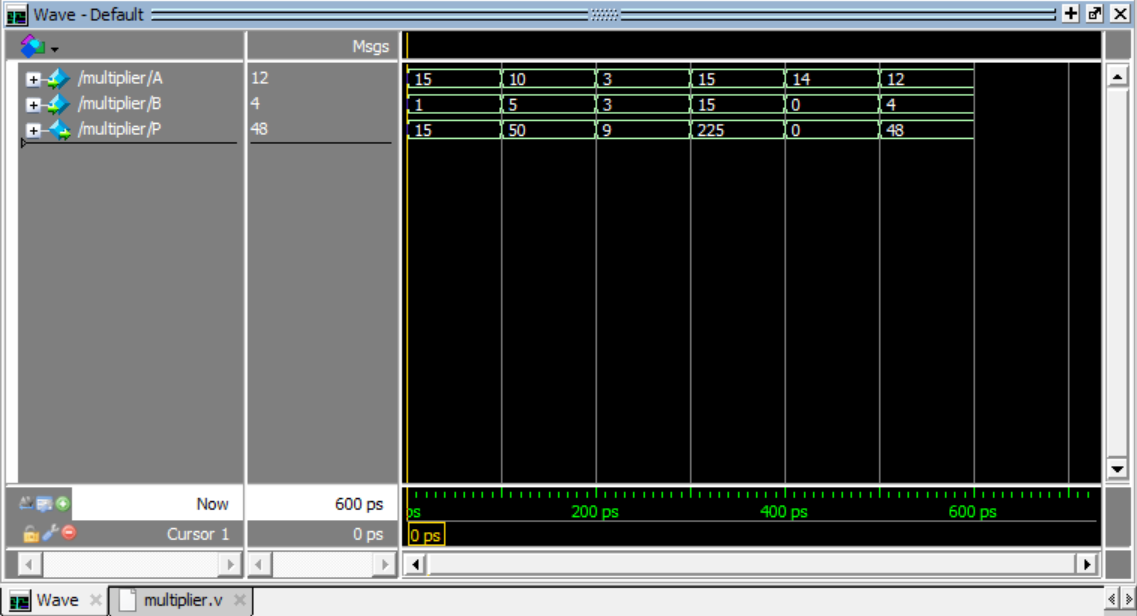 Wave - Default
Msgs
/multiplier/A 12 15 10 3 15 14 12
/multiplier/B 4 1 5 3 15 0 4
/multiplier/P 48 15 50 9 225 0 48
Now 600 ps ps 200 ps 400 ps 600 ps
Cursor 1 0 ps 0 ps
Wave multiplier.v